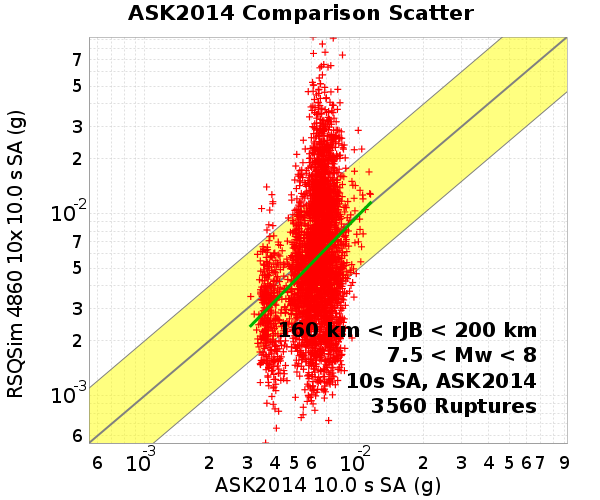 ASK2014 Comparison Scatter
RSQSim 4860 10x 10.0 s SA (g)
7
5
3
2
10-2
7
5
3
2
10-3
6
160 km < rJB < 200 km
7.5 < Mw < 8
10s SA, ASK2014
3560 Ruptures
6 10-3 2 3 4 5 6 10-2 2 3 4 5 6 7 9
ASK2014 10.0 s SA (g)